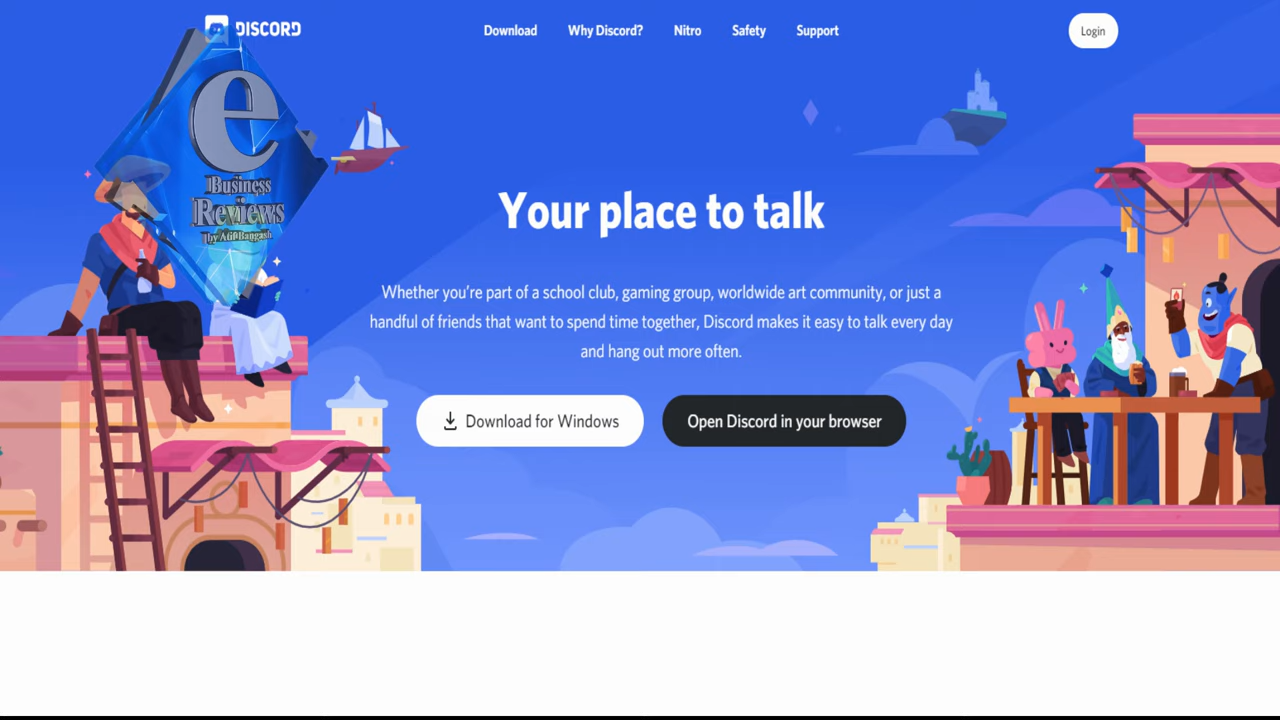 DISCORD
Download
Why Discord?
Nitro
Safety
Support
Login
e
Business
Reviews
by Atif Bangash
Your place to talk
Whether you're part of a school club, gaming group, worldwide art community, or just a
handful of friends that want to spend time together, Discord makes it easy to talk every day
and hang out more often.
Download for Windows
Open Discord in your browser